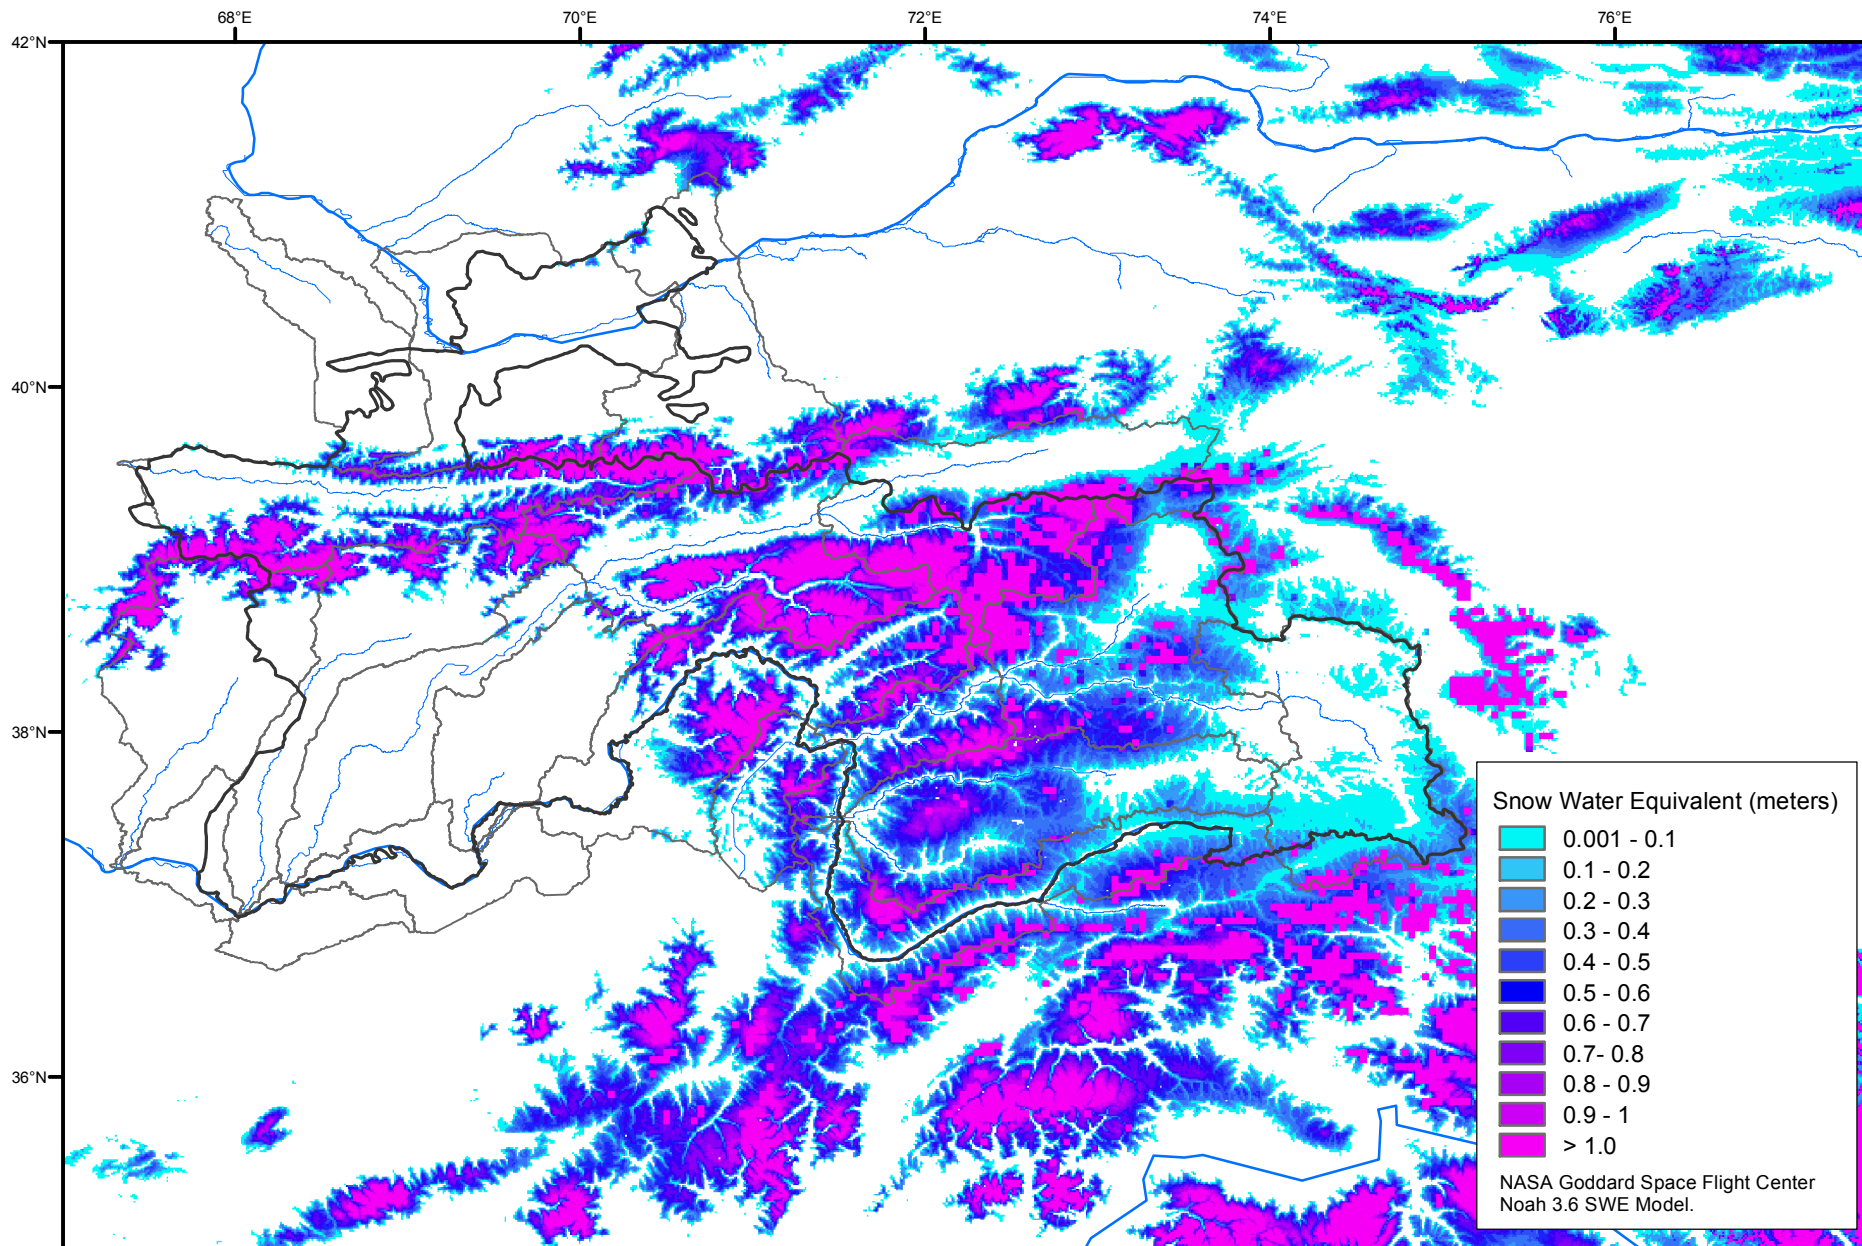 68°E
70°E
72°E
74°E
76°E
42°N
40°N
38°N
36°N
Snow Water Equivalent (meters)
0.001 - 0.1
0.1 - 0.2
0.2 - 0.3
0.3 - 0.4
0.4 - 0.5
0.5 - 0.6
0.6 - 0.7
0.7- 0.8
0.8 - 0.9
0.9 - 1
> 1.0
NASA Goddard Space Flight Center
Noah 3.6 SWE Model.